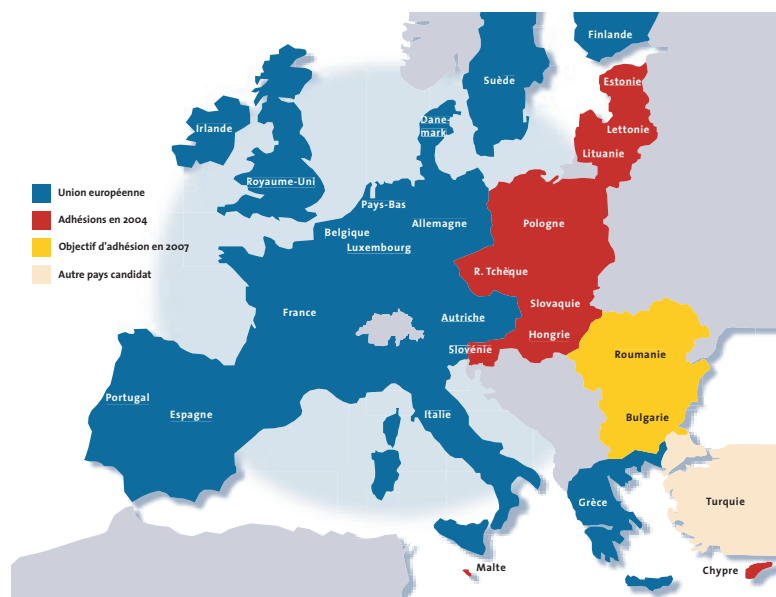 Finlande
Suède
Estonie
Dane-
mark
Irlande
Lettonie
Lituanie
Royaume-Uni
Union européenne
Pays-Bas
Adhésions en 2004
Allemagne
Pologne
Belgique
Objectif d'adhésion en 2007
Luxembourg
Autre pays candidat
R. Tchèque
Slovaquie
France
Autriche
Hongrie
Slovénie
Roumanie
Portugal
Espagne
Italie
Bulgarie
Grèce
Turquie
Malte
Chypre